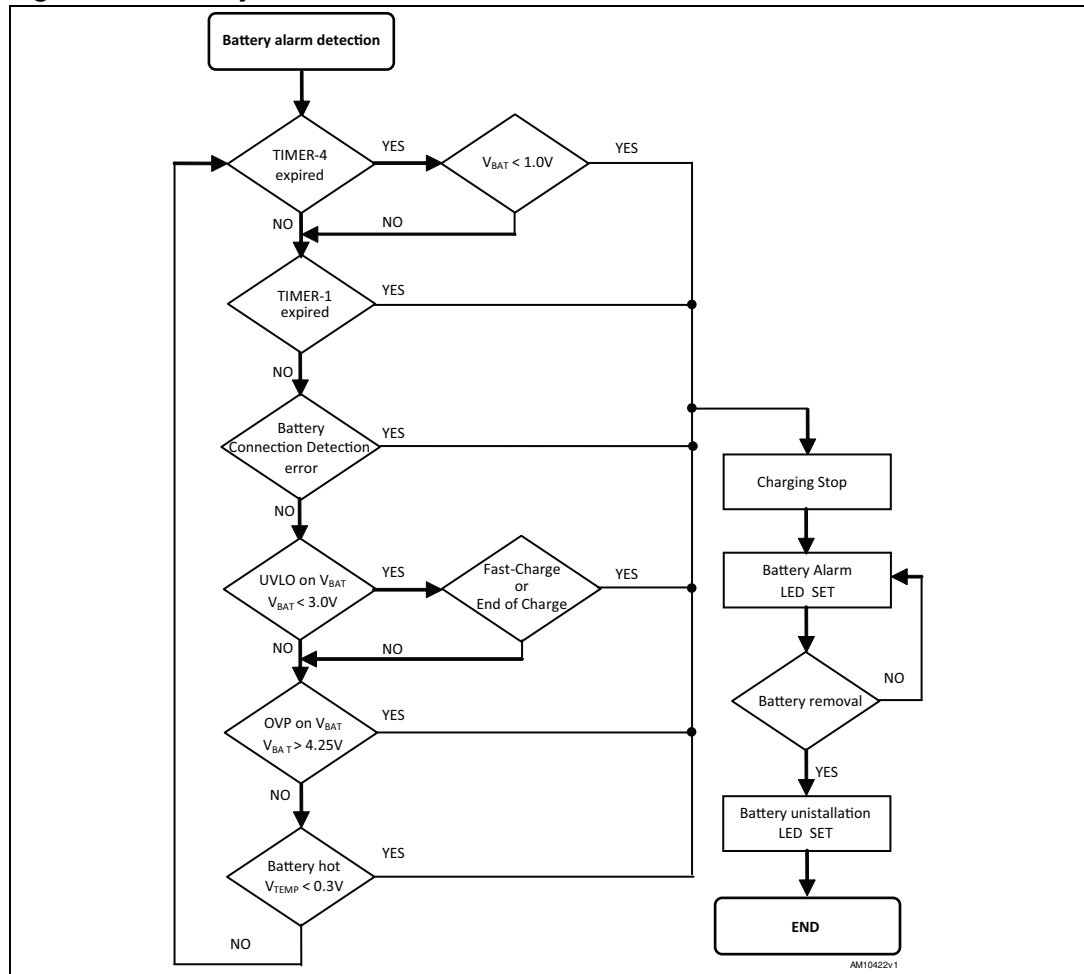 Battery alarm detection
TIMER-4
expired
YES
V_BAT < 1.0V
YES
NO
NO
TIMER-1
expired
YES
NO
Battery
Connection Detection
error
YES
NO
UVLO on V_BAT
V_BAT < 3.0V
YES
Fast-Charge
or
End of Charge
YES
NO
NO
OVP on V_BAT
V_BAT > 4.25V
YES
NO
Battery hot
V_TEMP < 0.3V
YES
NO
Charging Stop
Battery Alarm
LED SET
Battery removal
NO
YES
Battery unistallation
LED SET
END
AM10422v1